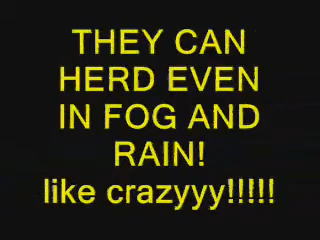 THEY CAN
HERD EVEN
IN FOG AND
RAIN!
like crazyyy!!!!!